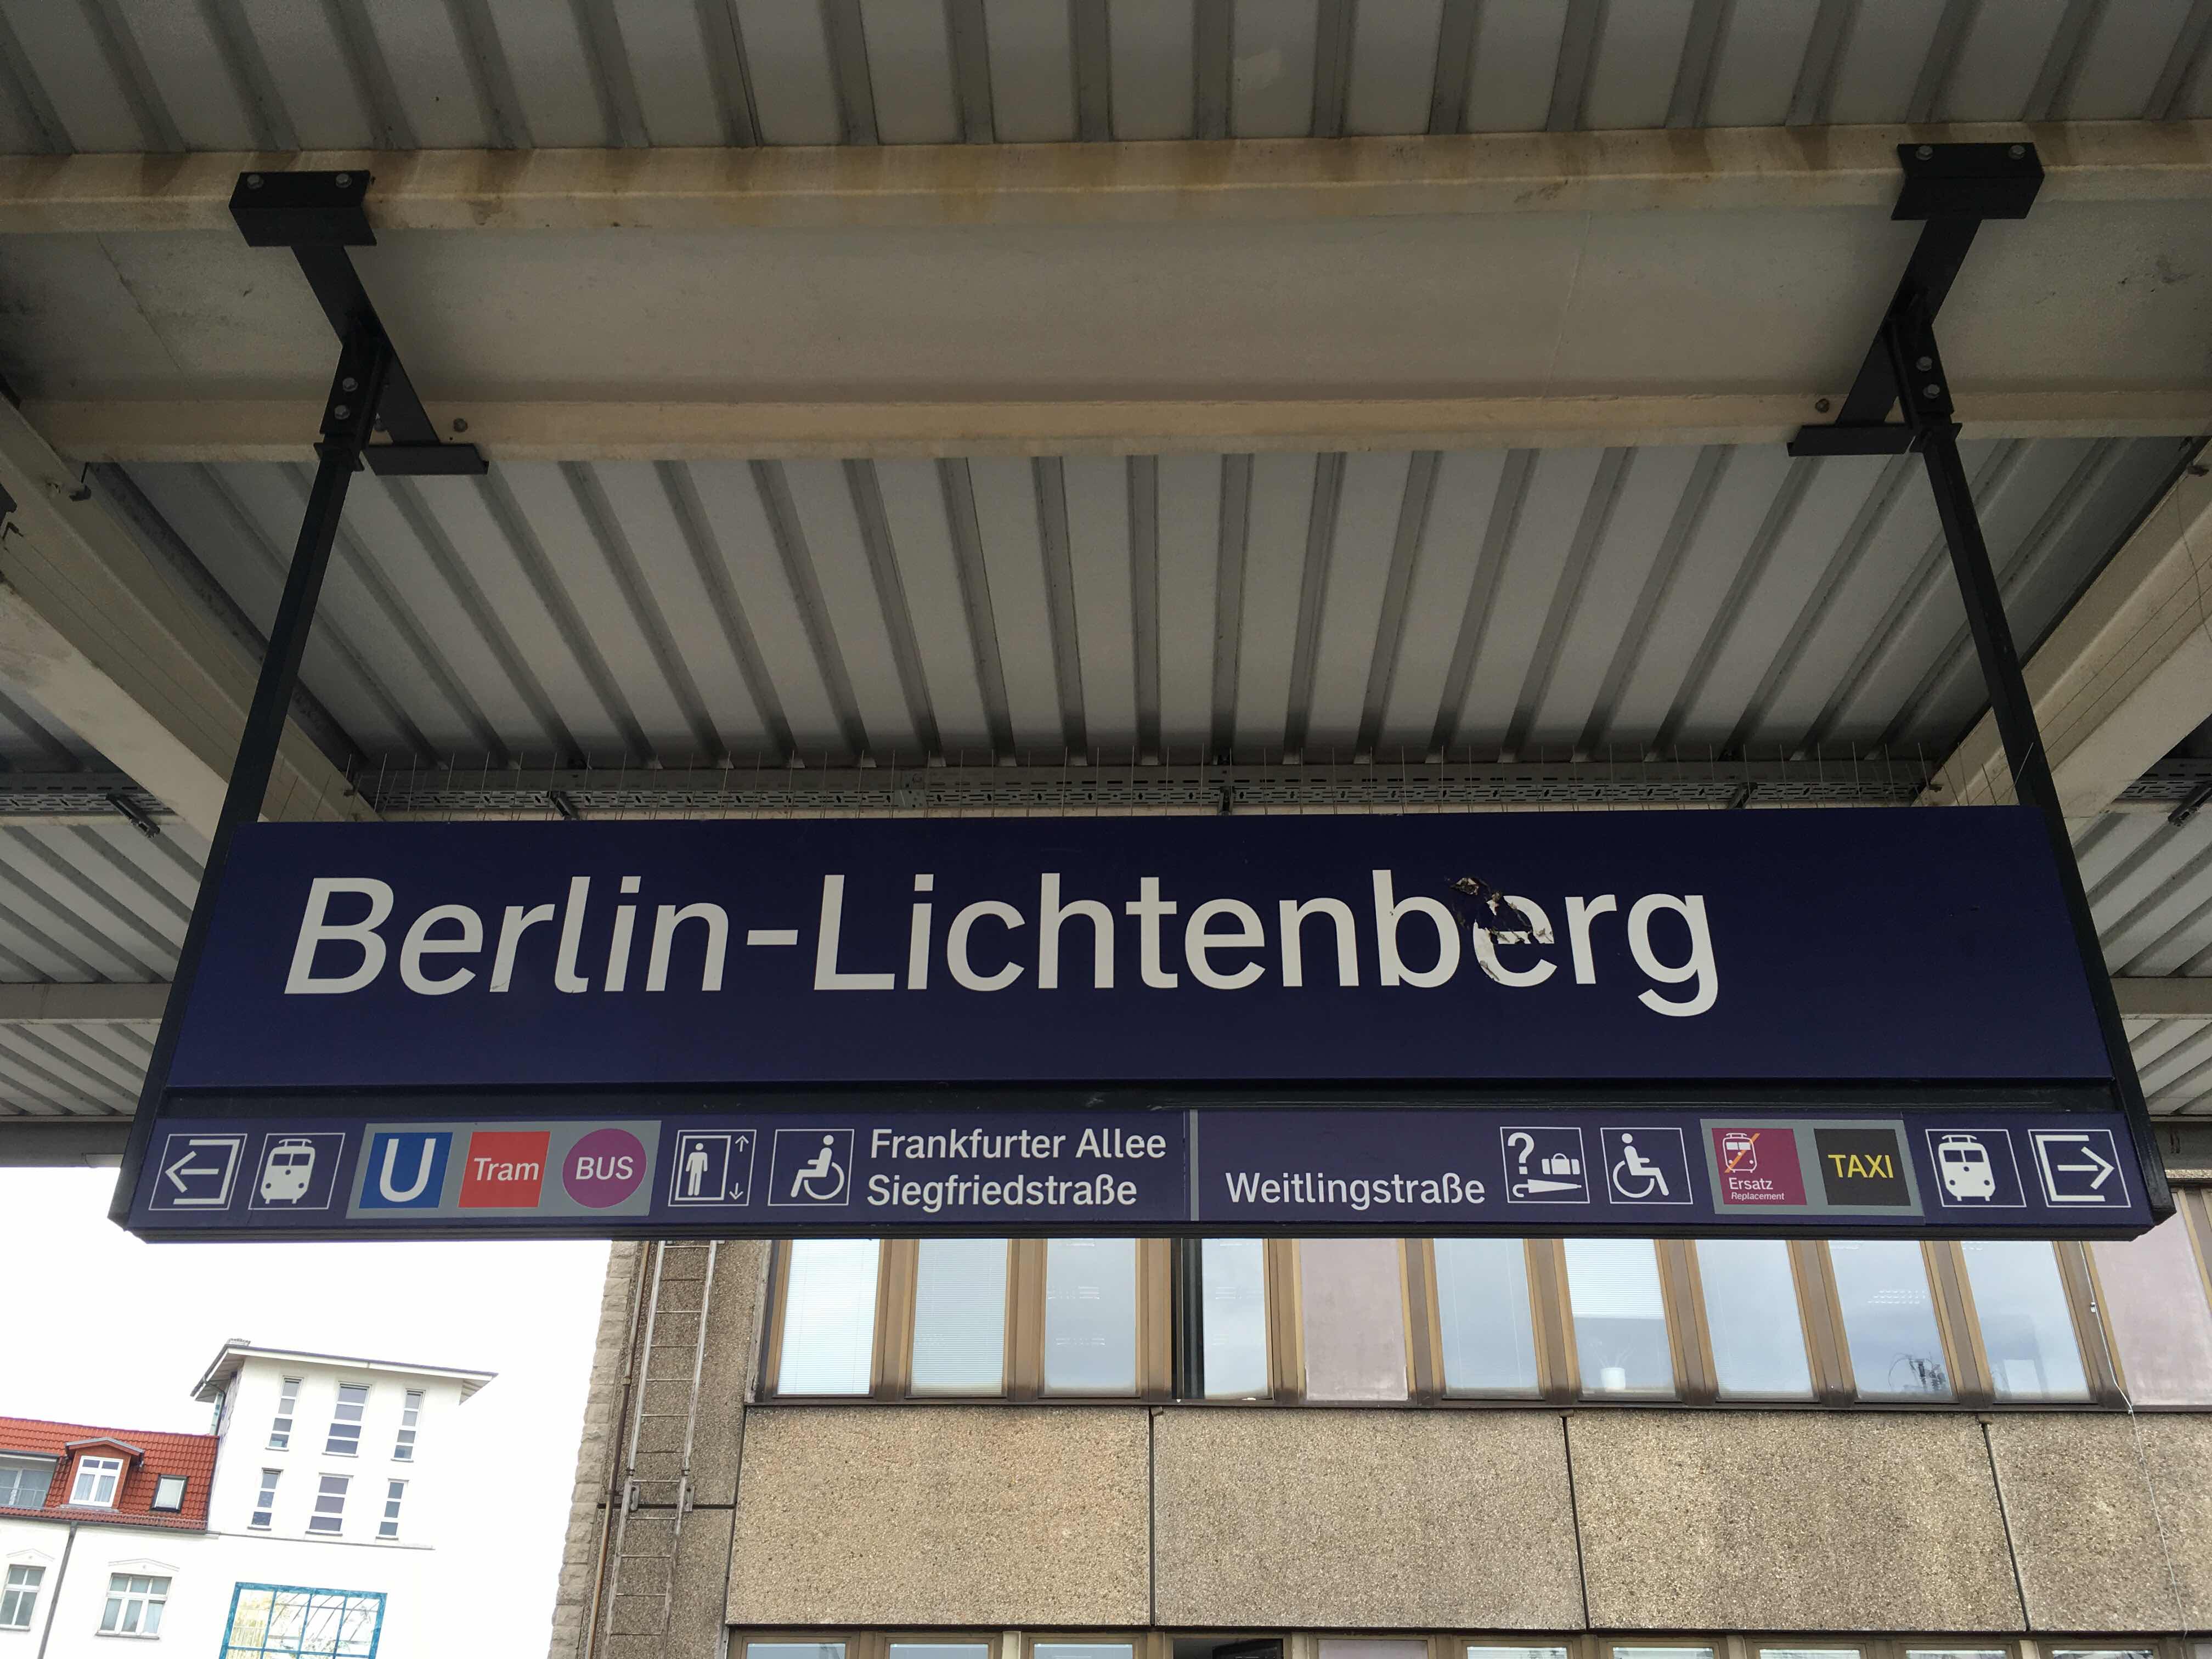 Berlin-Lichtenberg
U Tram BUS
Frankfurter Allee
Siegfriedstraße
Weitlingstraße
?
Ersatz
Replacement
TAXI